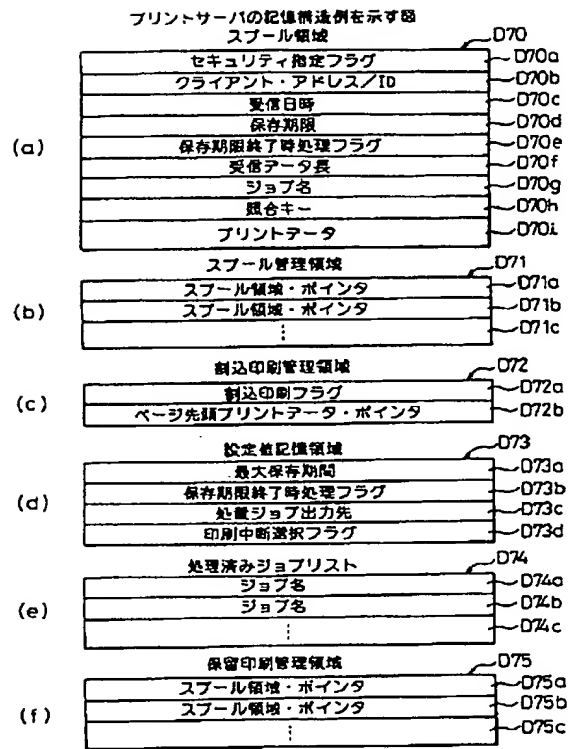 プリントサーバの記憶構造例を示す図
スプール領域
D70
セキュリティ指定フラグ D70a
クライアント・アドレス/ID D70b
受信日時 D70c
保存期限 D70d
(a) 保存期限終了時処理フラグ D70e
受信データ長 D70f
ジョブ名 D70g
照合キー D70h
プリントデータ D70i
スプール管理領域 D71
スプール領域・ポインタ D71a
(b) スプール領域・ポインタ D71b
⋮ D71c
割込印刷管理領域 D72
(c) 割込印刷フラグ D72a
ページ先頭プリントデータ・ポインタ D72b
設定値記憶領域 D73
最大保存期間 D73a
(d) 保存期限終了時処理フラグ D73b
ジョブ出力先 D73c
印刷中断選択フラグ D73d
処理済みジョブリスト D74
ジョブ名 D74a
(e) ジョブ名 D74b
⋮ D74c
保留印刷管理領域 D75
スプール領域・ポインタ D75a
(f) スプール領域・ポインタ D75b
⋮ D75c